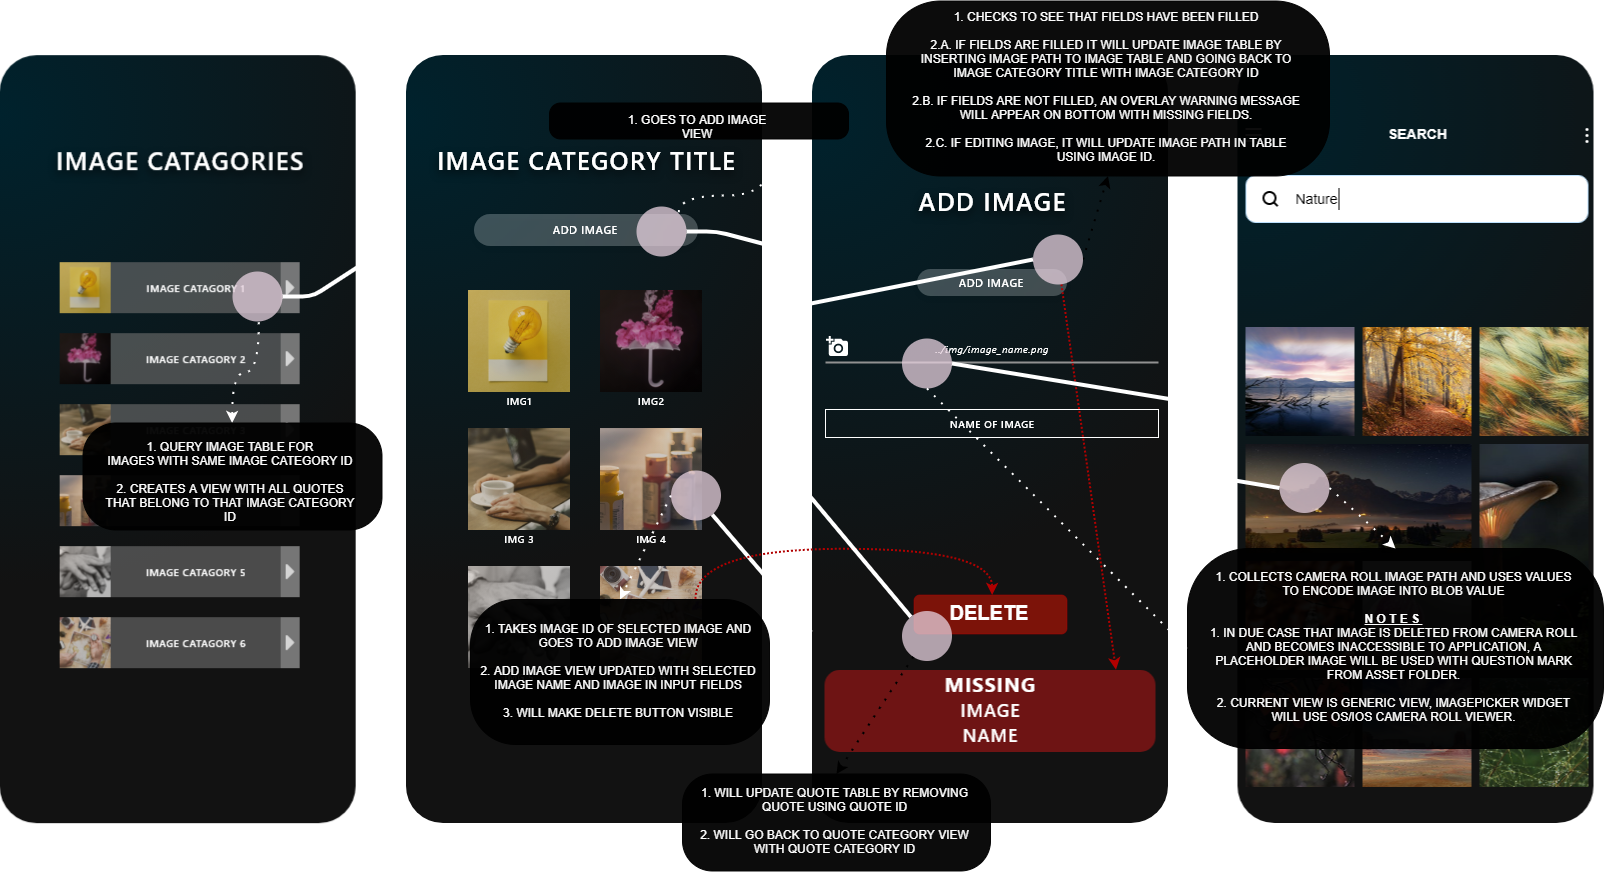 IMAGE CATAGORIES
IMAGE CATAGORY 1
IMAGE CATAGORY 2
1. QUERY IMAGE TABLE FOR
IMAGES WITH SAME IMAGE CATEGORY ID
2. CREATES A VIEW WITH ALL QUOTES
THAT BELONG TO THAT IMAGE CATEGORY
ID
IMAGE CATAGORY 5
IMAGE CATAGORY 6
1. GOES TO ADD IMAGE
VIEW
IMAGE CATEGORY TITLE
ADD IMAGE
IMG1
IMG2
IMG 3
IMG 4
1. TAKES IMAGE ID OF SELECTED IMAGE AND
GOES TO ADD IMAGE VIEW
2. ADD IMAGE VIEW UPDATED WITH SELECTED
IMAGE NAME AND IMAGE IN INPUT FIELDS
3. WILL MAKE DELETE BUTTON VISIBLE
1. CHECKS TO SEE THAT FIELDS HAVE BEEN FILLED
2.A. IF FIELDS ARE FILLED IT WILL UPDATE IMAGE TABLE BY
INSERTING IMAGE PATH TO IMAGE TABLE AND GOING BACK TO
IMAGE CATEGORY TITLE WITH IMAGE CATEGORY ID
2.B. IF FIELDS ARE NOT FILLED, AN OVERLAY WARNING MESSAGE
WILL APPEAR ON BOTTOM WITH MISSING FIELDS.
2.C. IF EDITING IMAGE, IT WILL UPDATE IMAGE PATH IN TABLE
USING IMAGE ID.
ADD IMAGE
ADD IMAGE
../img/image_name.png
NAME OF IMAGE
DELETE
MISSING
IMAGE
NAME
1. WILL UPDATE QUOTE TABLE BY REMOVING
QUOTE USING QUOTE ID
2. WILL GO BACK TO QUOTE CATEGORY VIEW
WITH QUOTE CATEGORY ID
SEARCH
Nature
1. COLLECTS CAMERA ROLL IMAGE PATH AND USES VALUES
TO ENCODE IMAGE INTO BLOB VALUE
NOTES
1. IN DUE CASE THAT IMAGE IS DELETED FROM CAMERA ROLL
AND BECOMES INACCESSIBLE TO APPLICATION, A
PLACEHOLDER IMAGE WILL BE USED WITH QUESTION MARK
FROM ASSET FOLDER.
2. CURRENT VIEW IS GENERIC VIEW, IMAGEPICKER WIDGET
WILL USE OS/IOS CAMERA ROLL VIEWER.